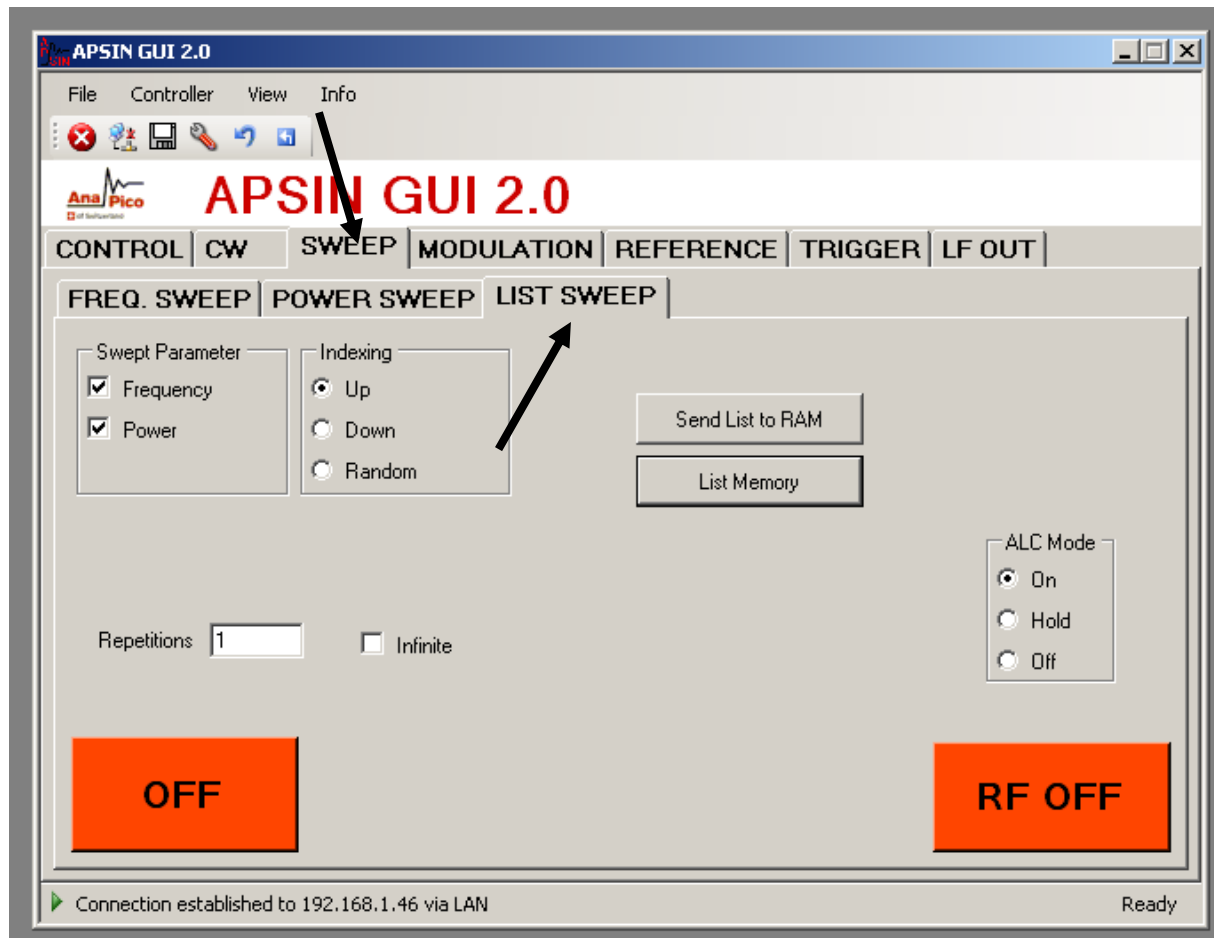 APSIN GUI 2.0
File Controller View Info
Ana Pico
APSIN GUI 2.0
CONTROL CW SWEEP MODULATION REFERENCE TRIGGER LF OUT
FREQ. SWEEP POWER SWEEP LIST SWEEP
Swept Parameter Indexing
Frequency Up
Power Down
Random
Send List to RAM
List Memory
ALC Mode
On
Hold
Off
Repetitions 1 Infinite
OFF RF OFF
Connection established to 192.168.1.46 via LAN Ready